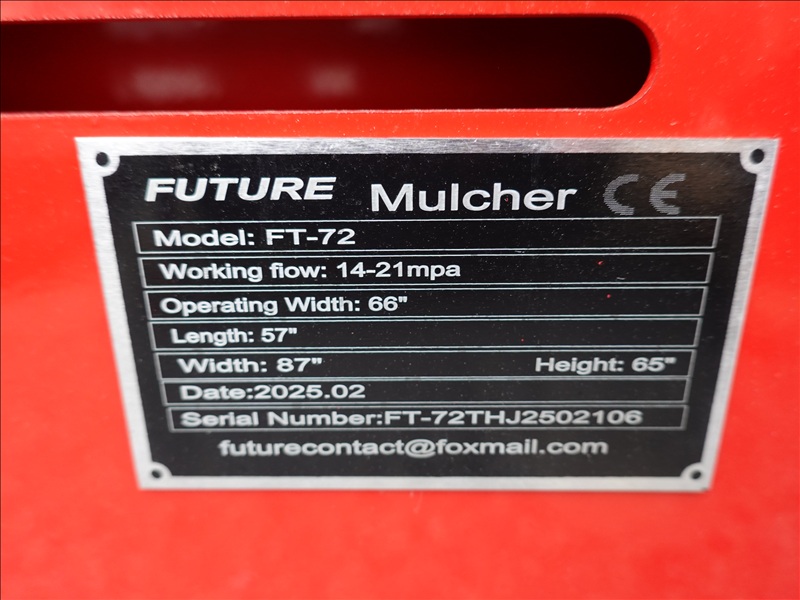 FUTURE Mulcher CE
Model: FT-72
Working flow: 14-21mpa
Operating Width: 66"
Length: 57"
Width: 87" Height: 65"
Date:2025.02
Serial Number:FT-72THJ2502106
futurecontact@foxmail.com